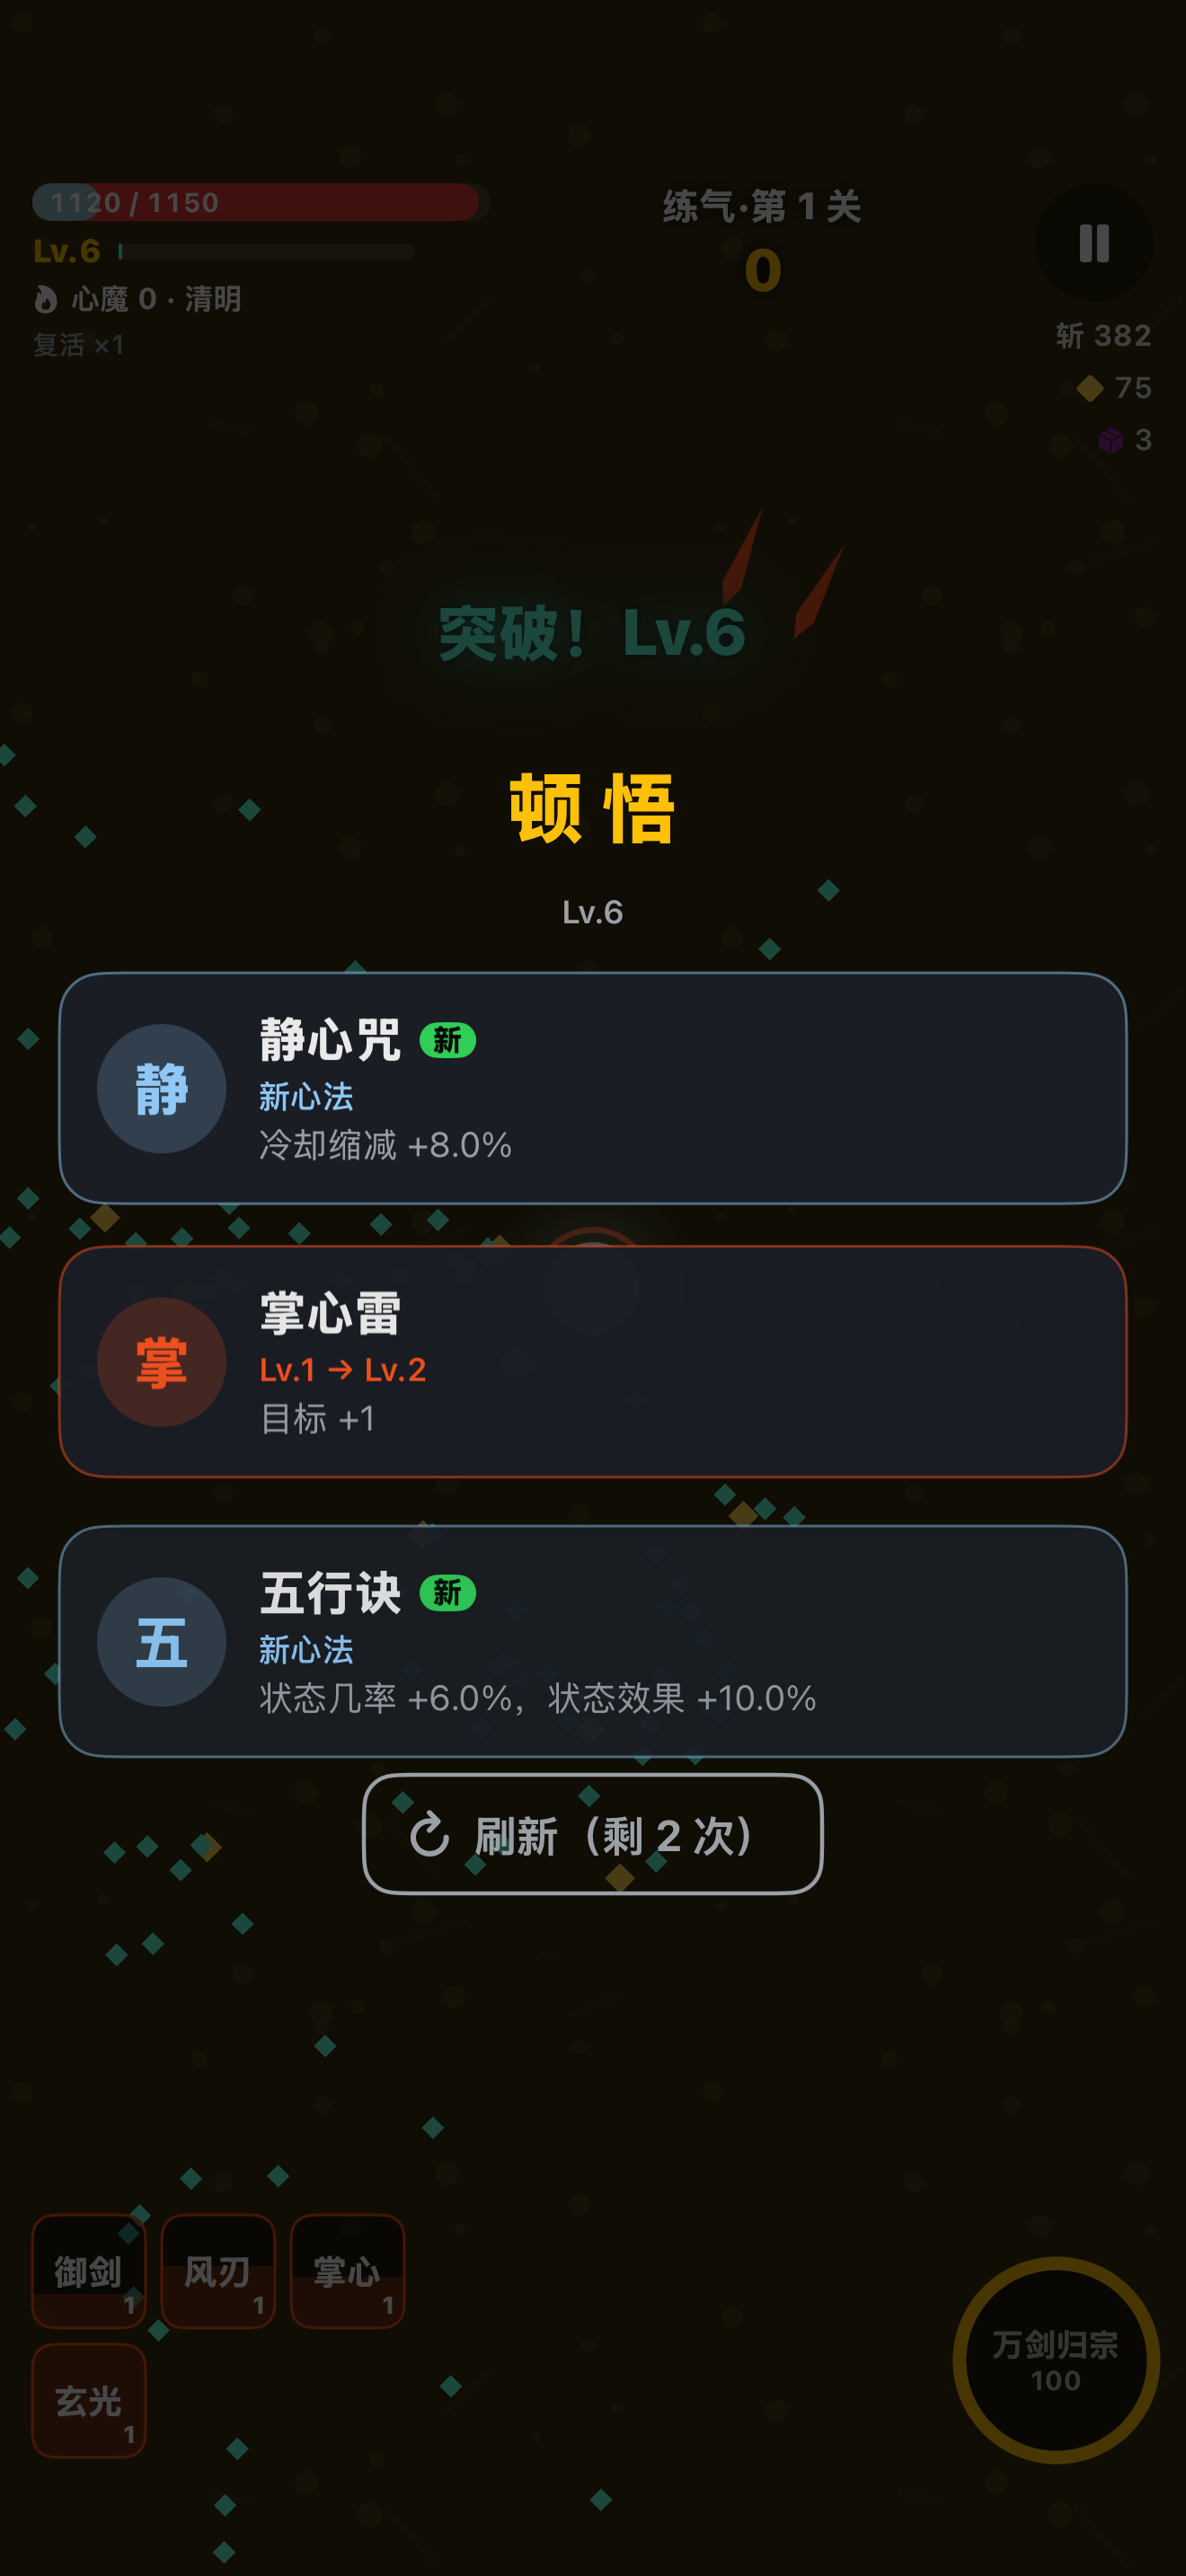 1120 / 1150
Lv.6
心魔 0 · 清明
复活 ×1
练气·第 1 关
0
斩 382
75
3
突破！Lv.6
顿悟
Lv.6
静
静心咒 新
新心法
冷却缩减 +8.0%
掌
掌心雷
Lv.1 → Lv.2
目标 +1
五
五行诀 新
新心法
状态几率 +6.0%，状态效果 +10.0%
刷新（剩 2 次）
御剑 1
风刃 1
掌心 1
玄光 1
万剑归宗
100